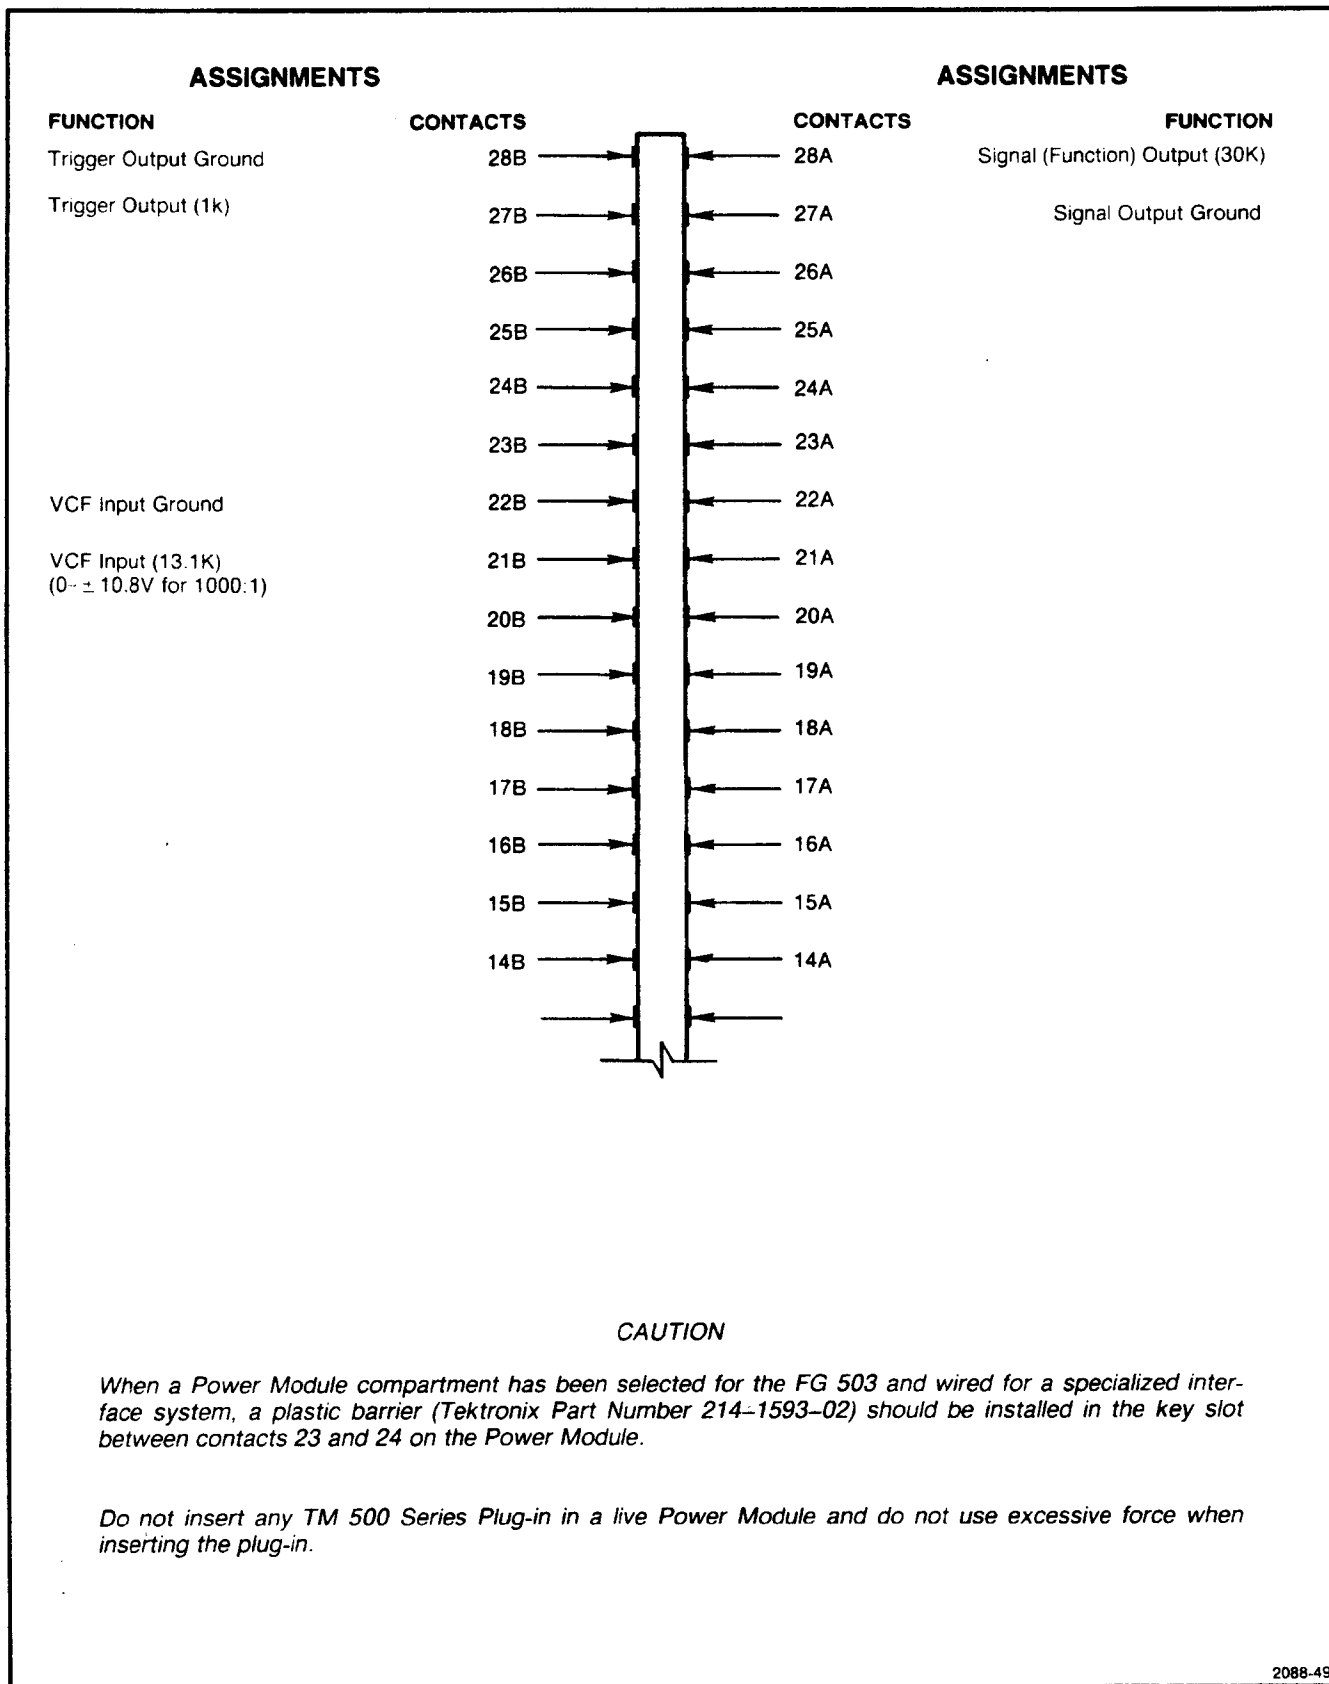 ASSIGNMENTS ASSIGNMENTS
FUNCTION CONTACTS CONTACTS FUNCTION
Trigger Output Ground 28B 28A Signal (Function) Output (30K)
Trigger Output (1k) 27B 27A Signal Output Ground
26B 26A
25B 25A
24B 24A
23B 23A
VCF Input Ground 22B 22A
VCF Input (13.1K) 21B 21A
(0-- ± 10.8V for 1000:1)
20B 20A
19B 19A
18B 18A
17B 17A
16B 16A
15B 15A
14B 14A
CAUTION
When a Power Module compartment has been selected for the FG 503 and wired for a specialized inter-
face system, a plastic barrier (Tektronix Part Number 214–1593–02) should be installed in the key slot
between contacts 23 and 24 on the Power Module.
Do not insert any TM 500 Series Plug-in in a live Power Module and do not use excessive force when
inserting the plug-in.
2088-49